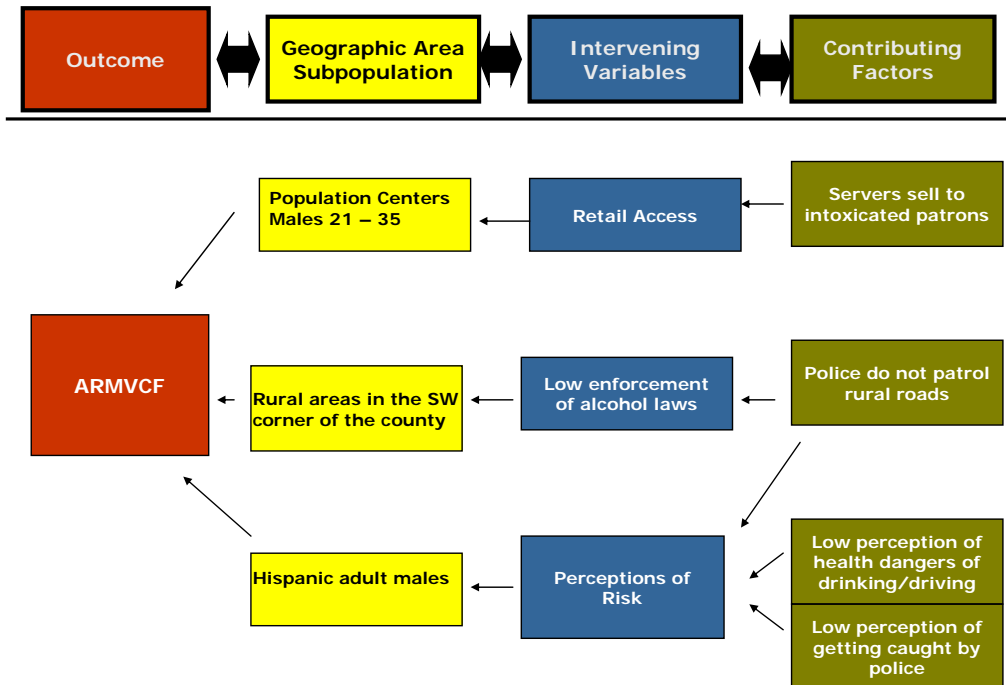 Outcome
Geographic Area
Subpopulation
Intervening
Variables
Contributing
Factors
Population Centers
Males 21 – 35
Retail Access
Servers sell to
intoxicated patrons
ARMVCF
Rural areas in the SW
corner of the county
Low enforcement
of alcohol laws
Police do not patrol
rural roads
Hispanic adult males
Perceptions of
Risk
Low perception of
health dangers of
drinking/driving
Low perception of
getting caught by
police